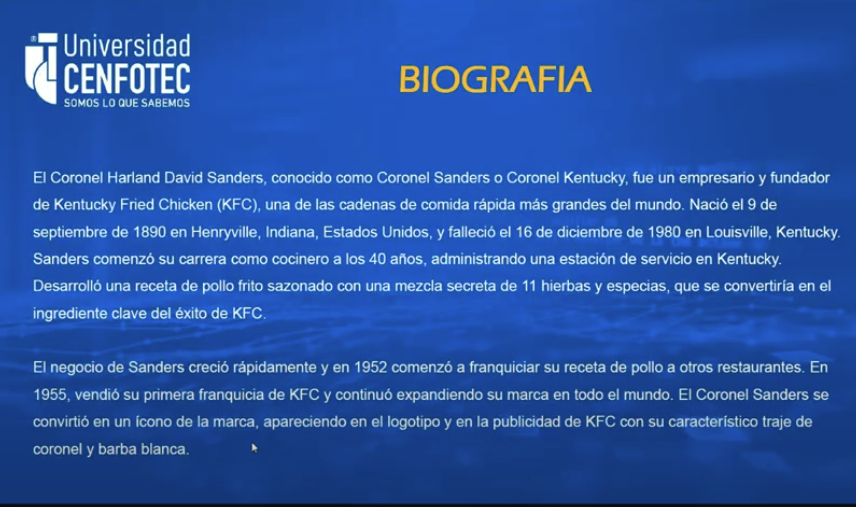 Universidad
CENFOTEC
SOMOS LO QUE SABEMOS
BIOGRAFIA
El Coronel Harland David Sanders, conocido como Coronel Sanders o Coronel Kentucky, fue un empresario y fundador
de Kentucky Fried Chicken (KFC), una de las cadenas de comida rápida más grandes del mundo. Nació el 9 de
septiembre de 1890 en Henryville, Indiana, Estados Unidos, y falleció el 16 de diciembre de 1980 en Louisville, Kentucky.
Sanders comenzó su carrera como cocinero a los 40 años, administrando una estación de servicio en Kentucky.
Desarrolló una receta de pollo frito sazonado con una mezcla secreta de 11 hierbas y especias, que se convertiría en el
ingrediente clave del éxito de KFC.
El negocio de Sanders creció rápidamente y en 1952 comenzó a franquiciar su receta de pollo a otros restaurantes. En
1955, vendió su primera franquicia de KFC y continuó expandiendo su marca en todo el mundo. El Coronel Sanders se
convirtió en un ícono de la marca, apareciendo en el logotipo y en la publicidad de KFC con su característico traje de
coronel y barba blanca.